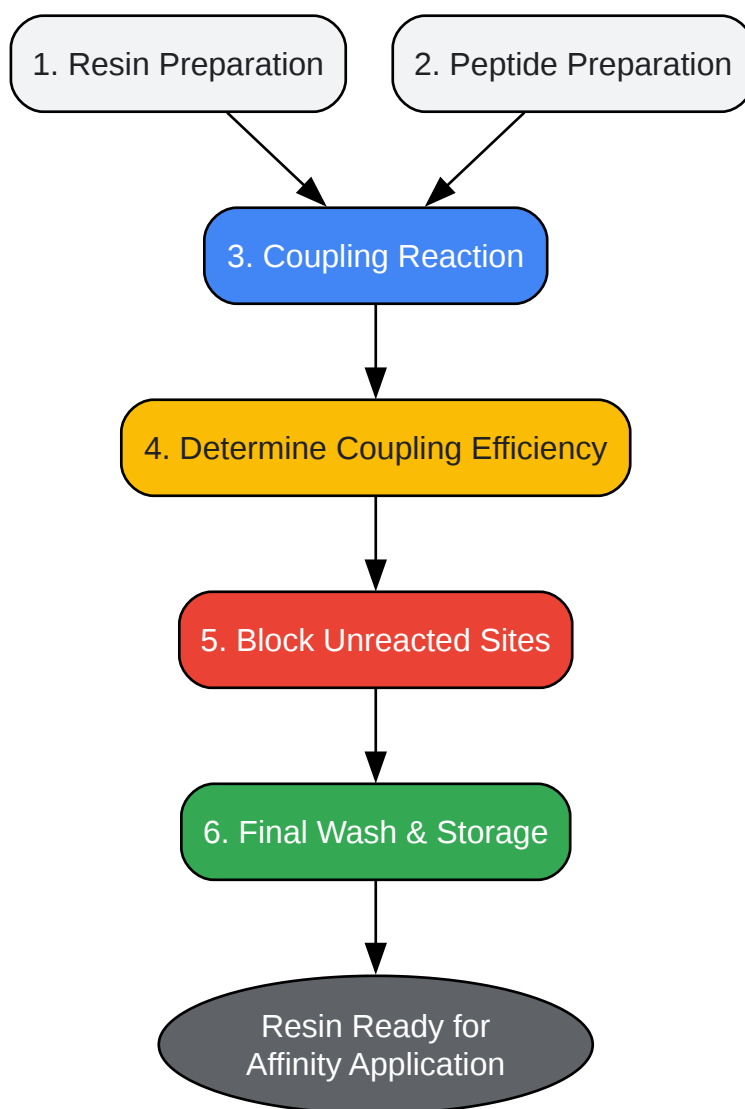 1. Resin Preparation
2. Peptide Preparation
3. Coupling Reaction
4. Determine Coupling Efficiency
5. Block Unreacted Sites
6. Final Wash & Storage
Resin Ready for
Affinity Application